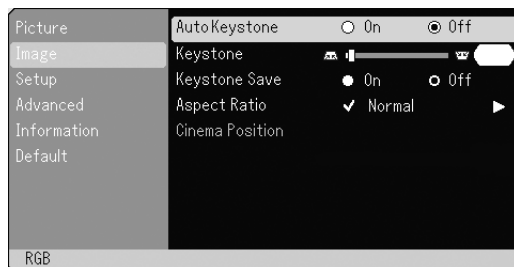 Picture
Image
Setup
Advanced
Information
Default
Auto Keystone On Off
Keystone
Keystone Save On Off
Aspect Ratio Normal
Cinema Position
RGB